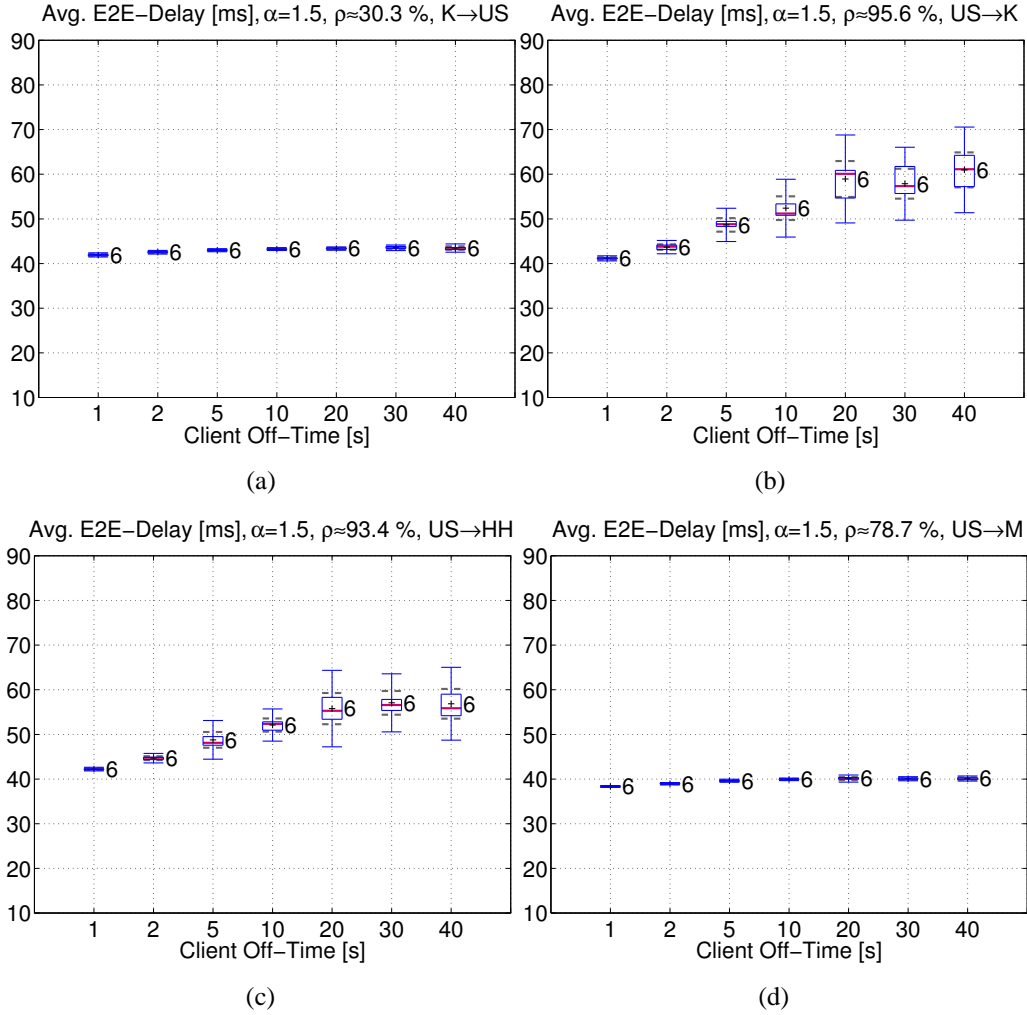 Avg. E2E−Delay [ms], α=1.5, ρ≈30.3 %, K→US
90
80
70
60
50
40
30
20
10
6 6 6 6 6 6 6
1 2 5 10 20 30 40
Client Off−Time [s]
(a)
Avg. E2E−Delay [ms], α=1.5, ρ≈95.6 %, US→K
90
80
70
60
50
40
30
20
10
6 6 6 6 6 6 6
1 2 5 10 20 30 40
Client Off−Time [s]
(b)
Avg. E2E−Delay [ms], α=1.5, ρ≈93.4 %, US→HH
90
80
70
60
50
40
30
20
10
6 6 6 6 6 6 6
1 2 5 10 20 30 40
Client Off−Time [s]
(c)
Avg. E2E−Delay [ms], α=1.5, ρ≈78.7 %, US→M
90
80
70
60
50
40
30
20
10
6 6 6 6 6 6 6
1 2 5 10 20 30 40
Client Off−Time [s]
(d)